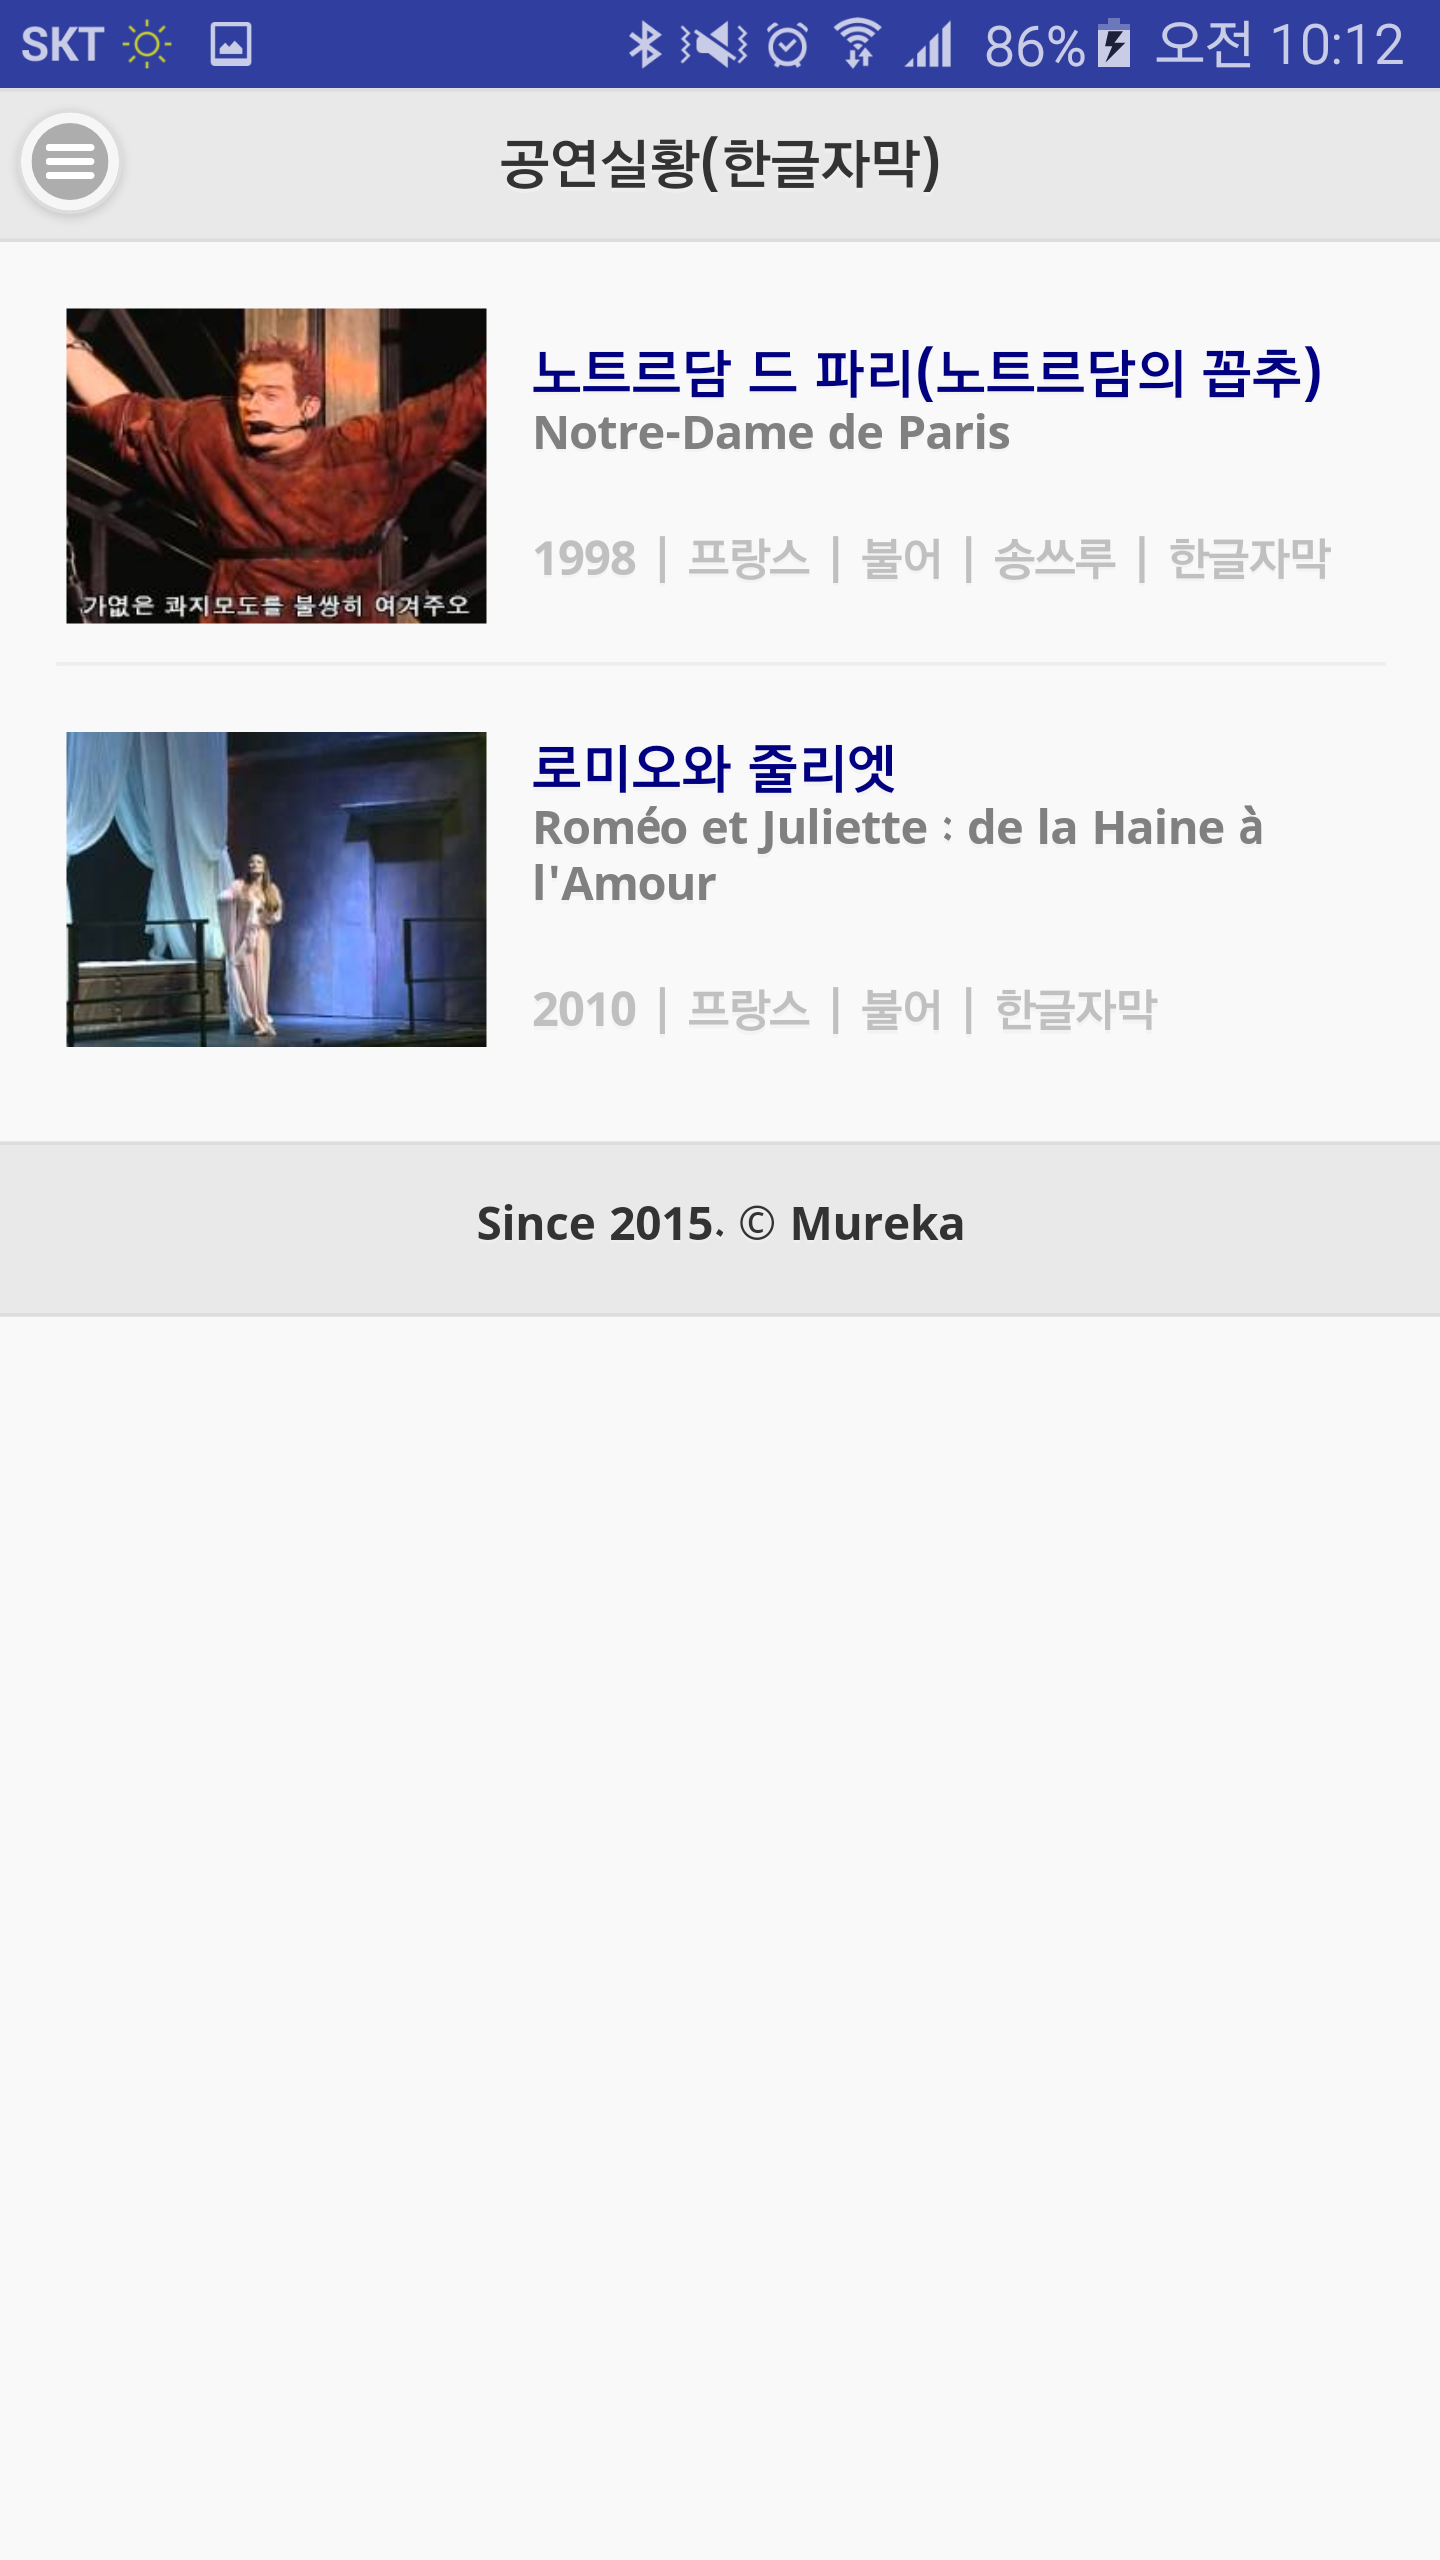 SKT 86% 오전 10:12
공연실황(한글자막)
노트르담 드 파리(노트르담의 꼽추)
Notre-Dame de Paris
1998 | 프랑스 | 불어 | 송쓰루 | 한글자막
가엾은 콰지모도를 불쌍히 여겨주오
로미오와 줄리엣
Roméo et Juliette : de la Haine à
l'Amour
2010 | 프랑스 | 불어 | 한글자막
Since 2015. © Mureka